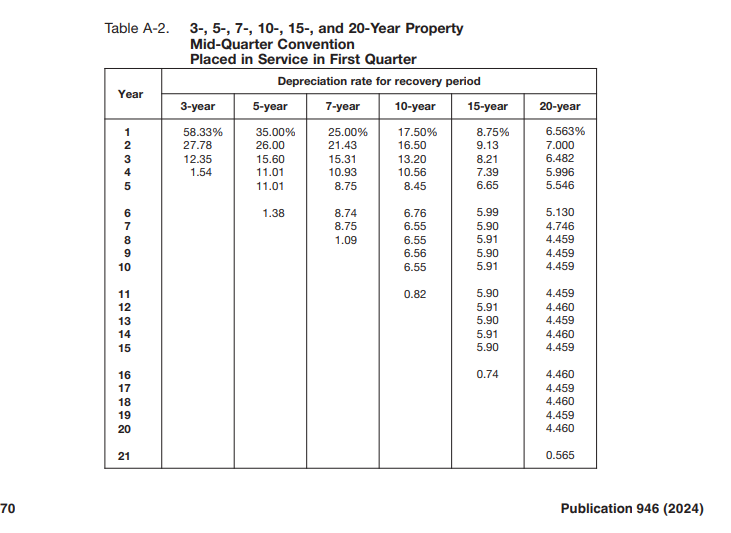 Table A-2. 3-, 5-, 7-, 10-, 15-, and 20-Year Property
Mid-Quarter Convention
Placed in Service in First Quarter
Year
Depreciation rate for recovery period
3-year 5-year 7-year 10-year 15-year 20-year
1 58.33% 35.00% 25.00% 17.50% 8.75% 6.563%
2 27.78 26.00 21.43 16.50 9.13 7.000
3 12.35 15.60 15.31 13.20 8.21 6.482
4 1.54 11.01 10.93 10.56 7.39 5.996
5 11.01 8.75 8.45 6.65 5.546
6 1.38 8.74 6.76 5.99 5.130
7 8.75 6.55 5.90 4.746
8 1.09 6.55 5.91 4.459
9 6.56 5.90 4.459
10 6.55 5.91 4.459
11 0.82 5.90 4.459
12 5.91 4.460
13 5.90 4.459
14 5.91 4.460
15 5.90 4.459
16 0.74 4.460
17 4.459
18 4.460
19 4.459
20 4.460
21 0.565
70 Publication 946 (2024)